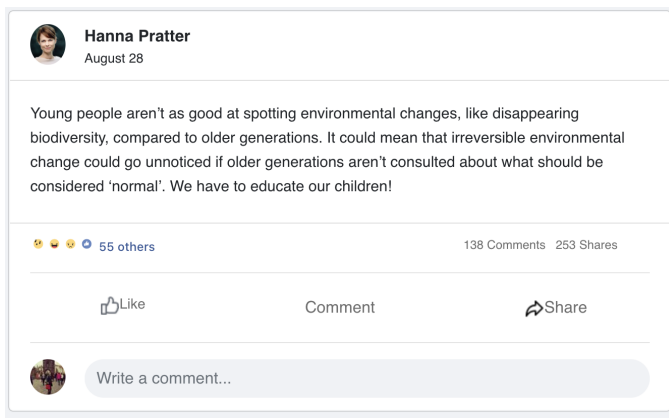 Hanna Pratter
August 28
Young people aren’t as good at spotting environmental changes, like disappearing
biodiversity, compared to older generations. It could mean that irreversible environmental
change could go unnoticed if older generations aren’t consulted about what should be
considered ‘normal’. We have to educate our children!
55 others
138 Comments 253 Shares
Like
Comment
Share
Write a comment...